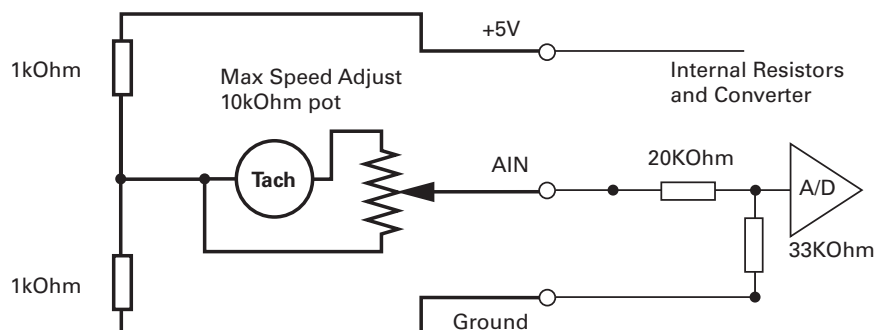 +5V
1kOhm
Max Speed Adjust
10kOhm pot
Internal Resistors
and Converter
AIN
20KOhm
Tach
A/D
33KOhm
1kOhm
Ground